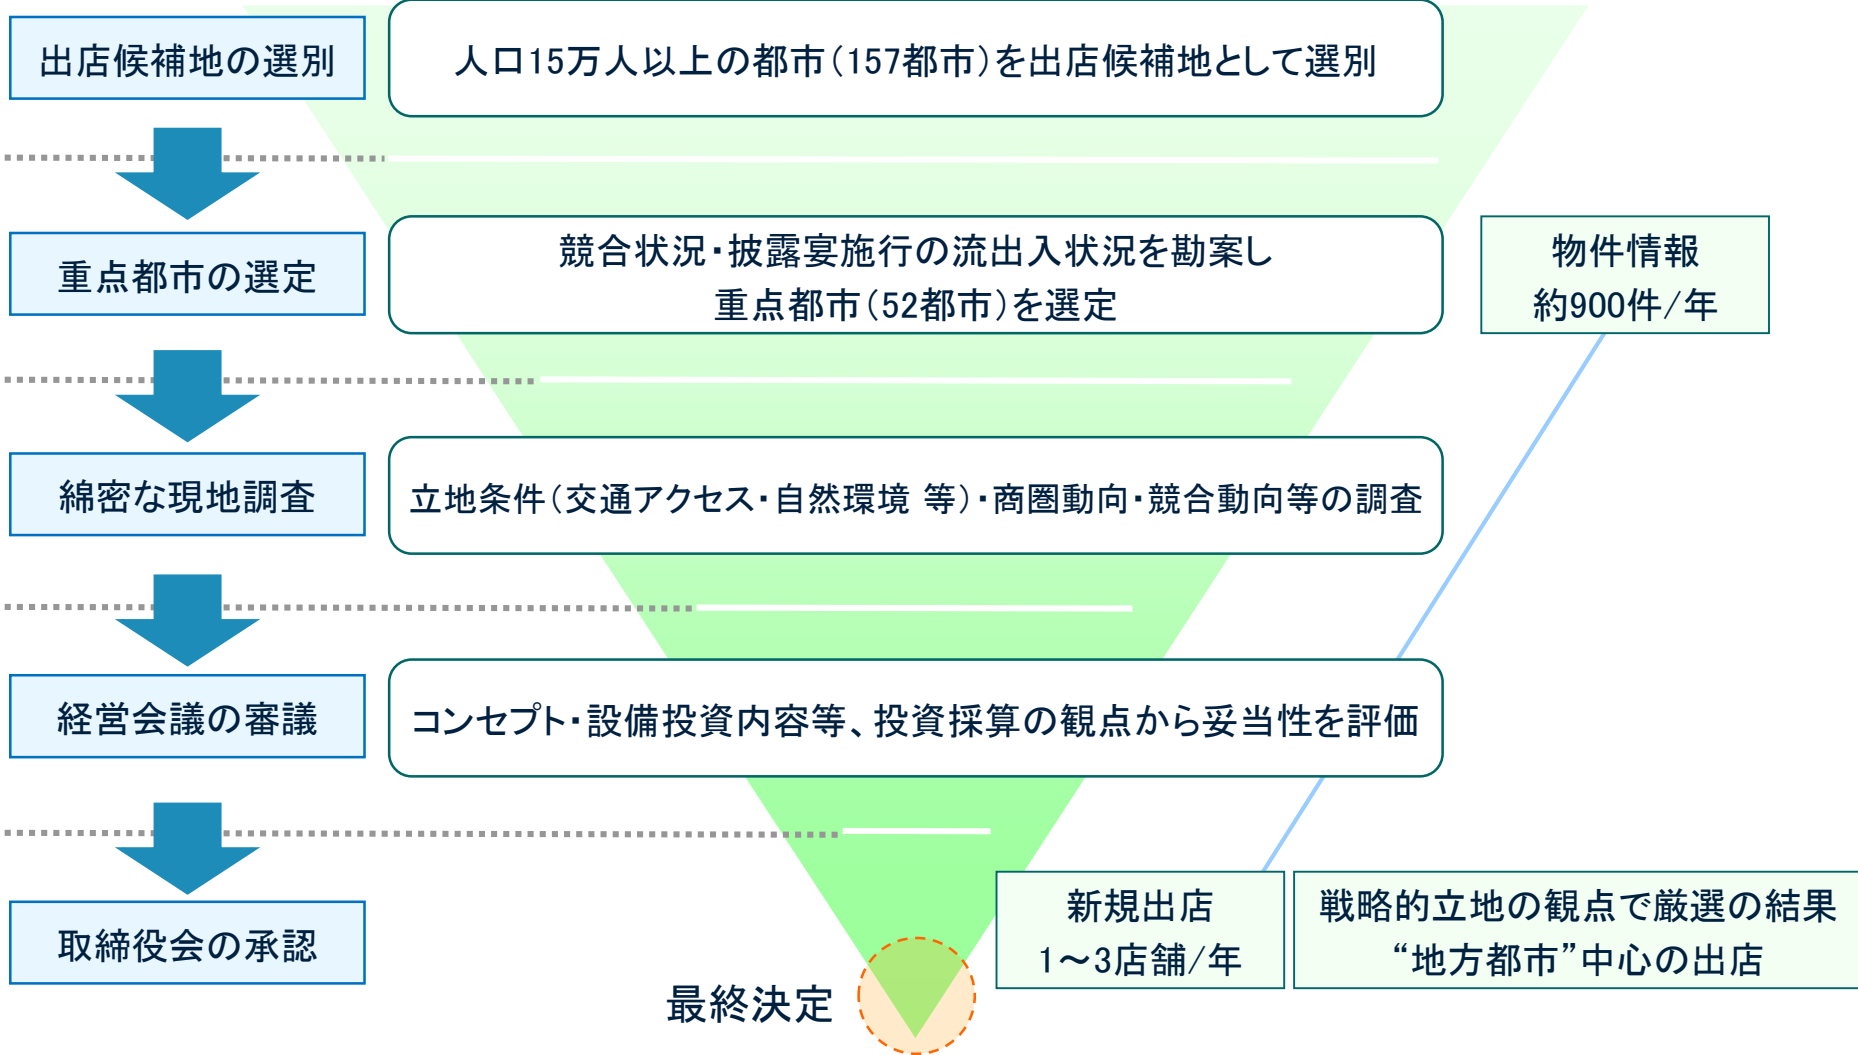 出店候補地の選別
人口15万人以上の都市（157都市）を出店候補地として選別
重点都市の選定
競合状況・披露宴施行の流出入状況を勘案し
重点都市（52都市）を選定
物件情報
約900件/年
綿密な現地調査
立地条件（交通アクセス・自然環境 等）・商圏動向・競合動向等の調査
経営会議の審議
コンセプト・設備投資内容等、投資採算の観点から妥当性を評価
取締役会の承認
新規出店
1～3店舗/年
戦略的立地の観点で厳選の結果
“地方都市”中心の出店
最終決定